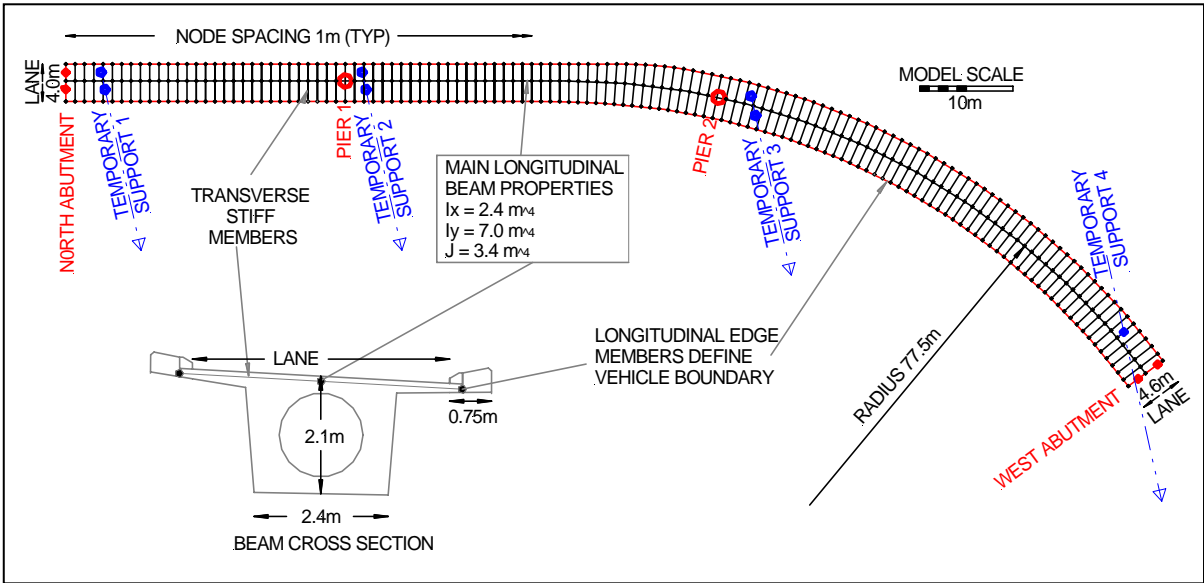 NODE SPACING 1m (TYP)
LANE
4.0m
NORTH ABUTMENT
TEMPORARY
SUPPORT 1
PIER 1
TEMPORARY
SUPPORT 2
TRANSVERSE
STIFF
MEMBERS
MAIN LONGITUDINAL
BEAM PROPERTIES
Ix = 2.4 m^4
Iy = 7.0 m^4
J = 3.4 m^4
PIER 2
TEMPORARY
SUPPORT 3
MODEL SCALE
10m
TEMPORARY
SUPPORT 4
LONGITUDINAL EDGE
MEMBERS DEFINE
VEHICLE BOUNDARY
RADIUS 77.5m
WEST ABUTMENT
4.6m
LANE
LANE
0.75m
2.1m
2.4m
BEAM CROSS SECTION